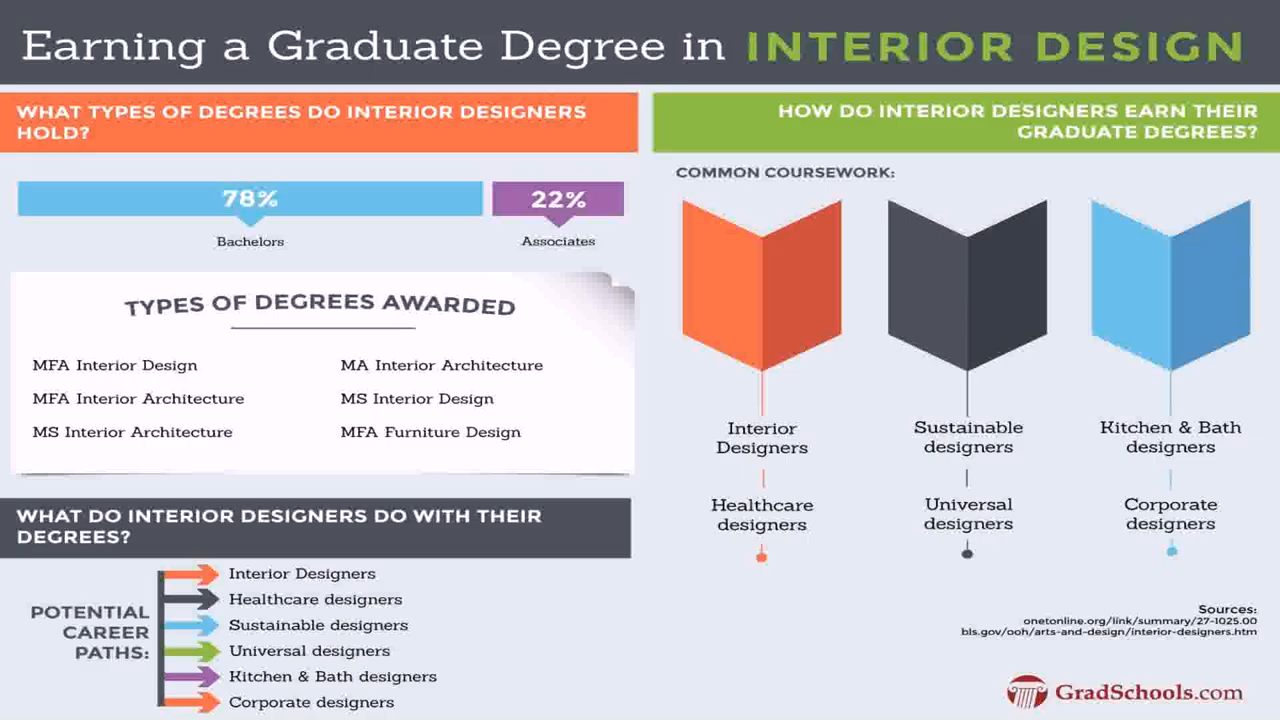 Earning a Graduate Degree in INTERIOR DESIGN
WHAT TYPES OF DEGREES DO INTERIOR DESIGNERS
HOLD?
78%
22%
Bachelors
Associates
TYPES OF DEGREES AWARDED
MFA Interior Design
MA Interior Architecture
MFA Interior Architecture
MS Interior Design
MS Interior Architecture
MFA Furniture Design
WHAT DO INTERIOR DESIGNERS DO WITH THEIR
DEGREES?
POTENTIAL
CAREER
PATHS:
Interior Designers
Healthcare designers
Sustainable designers
Universal designers
Kitchen & Bath designers
Corporate designers
HOW DO INTERIOR DESIGNERS EARN THEIR
GRADUATE DEGREES?
COMMON COURSEWORK:
Interior
Designers
Healthcare
designers
Sustainable
designers
Universal
designers
Kitchen & Bath
designers
Corporate
designers
Sources:
onetonline.org/link/summary/27-1025.00
bls.gov/ooh/arts-and-design/interior-designers.htm
GradSchools.com